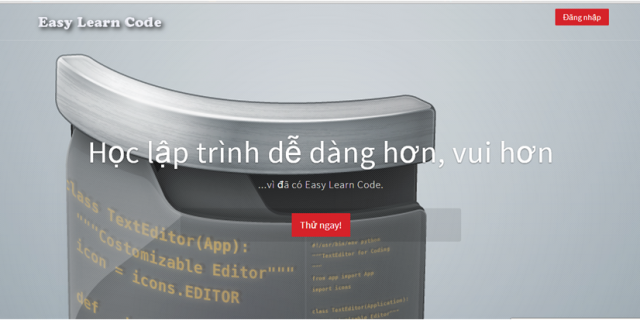 Easy Learn Code
Đăng nhập
Học lập trình dễ dàng hơn, vui hơn
...vì đã có Easy Learn Code.
Thử ngay!
class TextEditor(App):
"""Costomizable Editor"""
icon = icons.EDITOR
def
#!/usr/bin/env python
"""TextEditor for Coding
"""
from app import App
import icons
class TextEditor(Application):